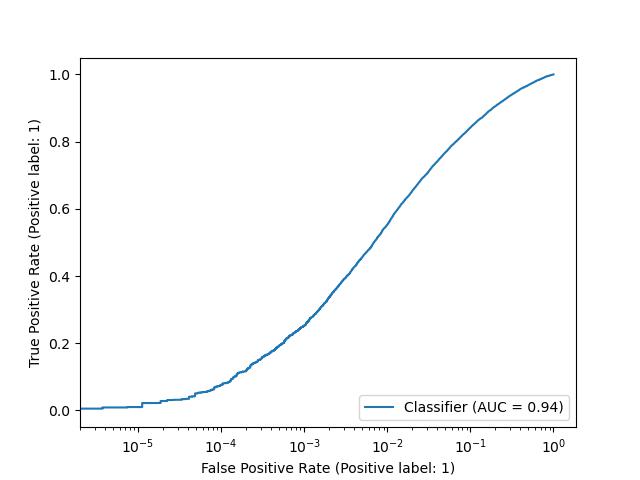 1.0
0.8
0.6
0.4
0.2
0.0
True Positive Rate (Positive label: 1)
10⁻⁵ 10⁻⁴ 10⁻³ 10⁻² 10⁻¹ 10⁰
False Positive Rate (Positive label: 1)
Classifier (AUC = 0.94)